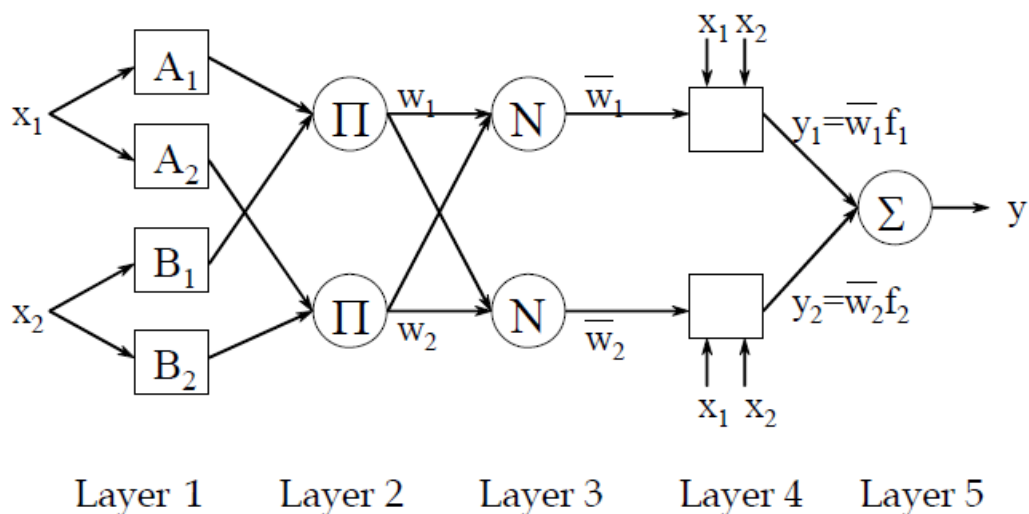 x₁ x₂
A₁
Π w₁ N w̅₁
x₁
y₁=w̅₁f₁
A₂
Σ y
B₁
x₂
Π w₂ N w̅₂
y₂=w̅₂f₂
B₂
x₁ x₂
Layer 1 Layer 2 Layer 3 Layer 4 Layer 5